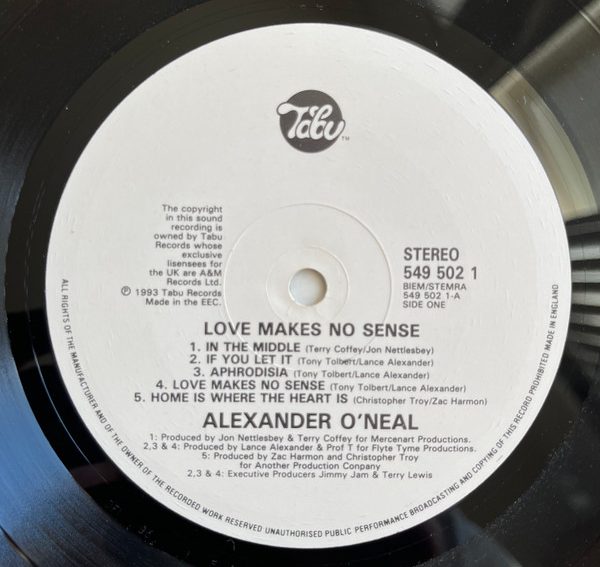 Tabu TM
The copyright
in this sound
recording is
owned by Tabu
Records whose
exclusive
licensees for
the UK are A&M
Records Ltd.
℗ 1993 Tabu Records
Made in the EEC.
STEREO
549 502 1
BIEM/STEMRA
549 502 1-A
SIDE ONE
LOVE MAKES NO SENSE
1. IN THE MIDDLE (Terry Coffey/Jon Nettlesbey)
2. IF YOU LET IT (Tony Tolbert/Lance Alexander)
3. APHRODISIA (Tony Tolbert/Lance Alexander)
4. LOVE MAKES NO SENSE (Tony Tolbert/Lance Alexander)
5. HOME IS WHERE THE HEART IS (Christopher Troy/Zac Harmon)
ALEXANDER O'NEAL
1: Produced by Jon Nettlesbey & Terry Coffey for Mercenart Productions.
2,3 & 4: Produced by Lance Alexander & Prof T for Flyte Tyme Productions.
5: Produced by Zac Harmon and Christopher Troy
for Another Production Conpany
2,3 & 4: Executive Producers Jimmy Jam & Terry Lewis
ALL RIGHTS OF THE MANUFACTURER AND OF THE OWNER OF THE RECORDED WORK RESERVED UNAUTHORISED PUBLIC PERFORMANCE BROADCASTING AND COPYING OF THIS RECORD PROHIBITED MADE IN ENGLAND